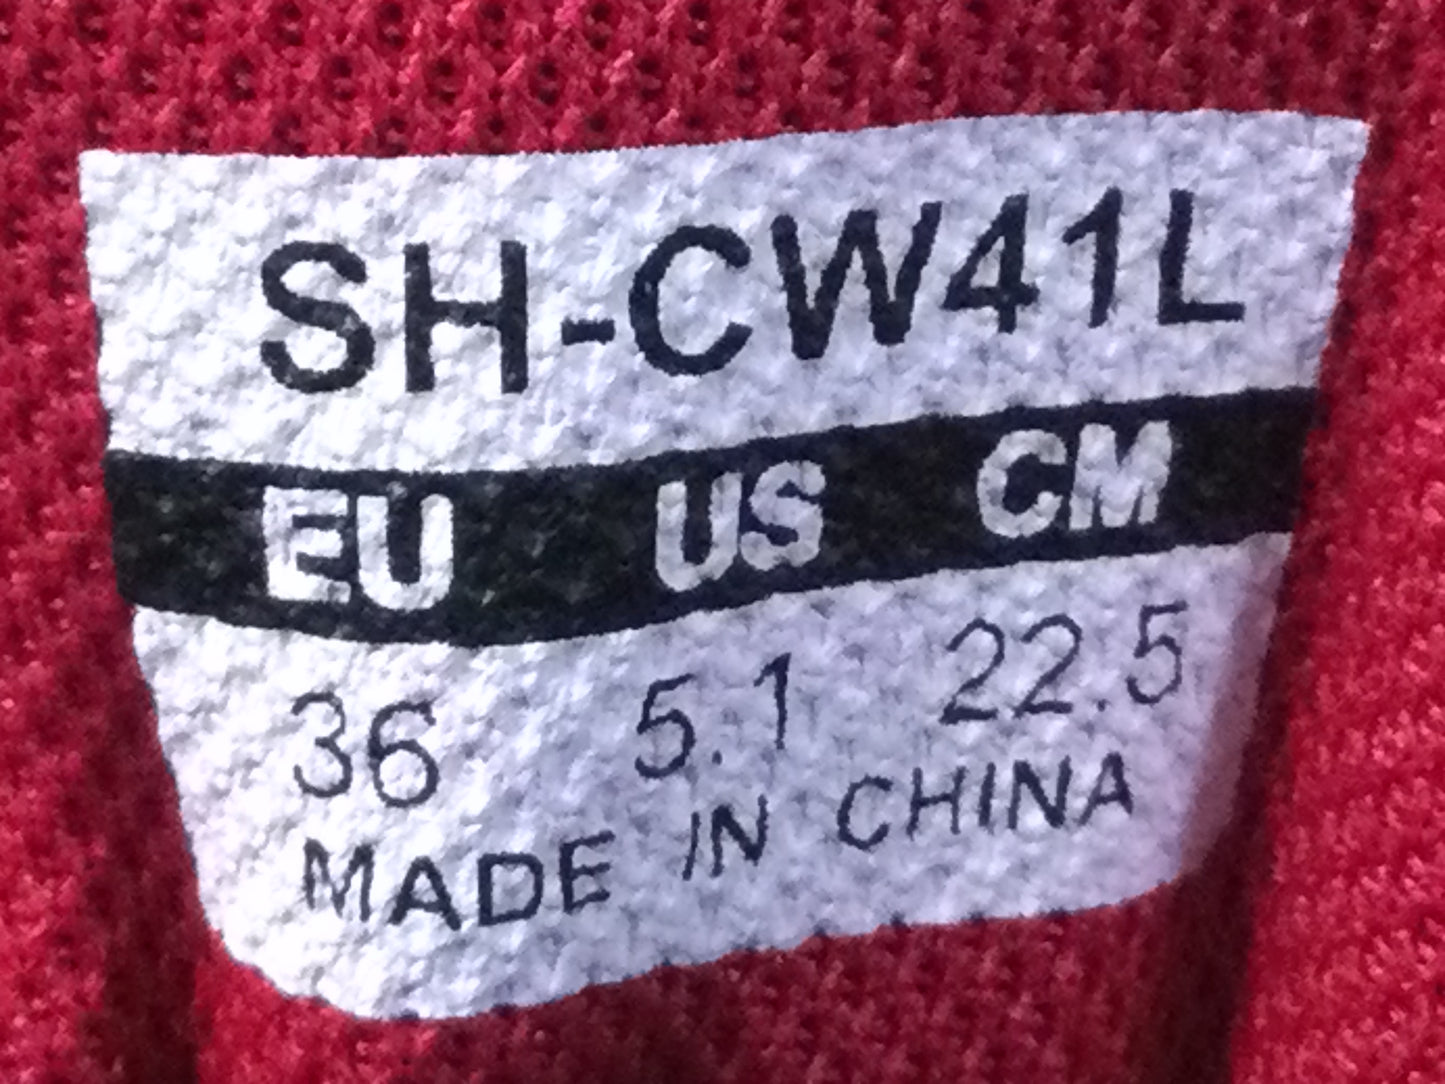 SH-CW41L
EU US CM
36 5.1 22.5
MADE IN CHINA